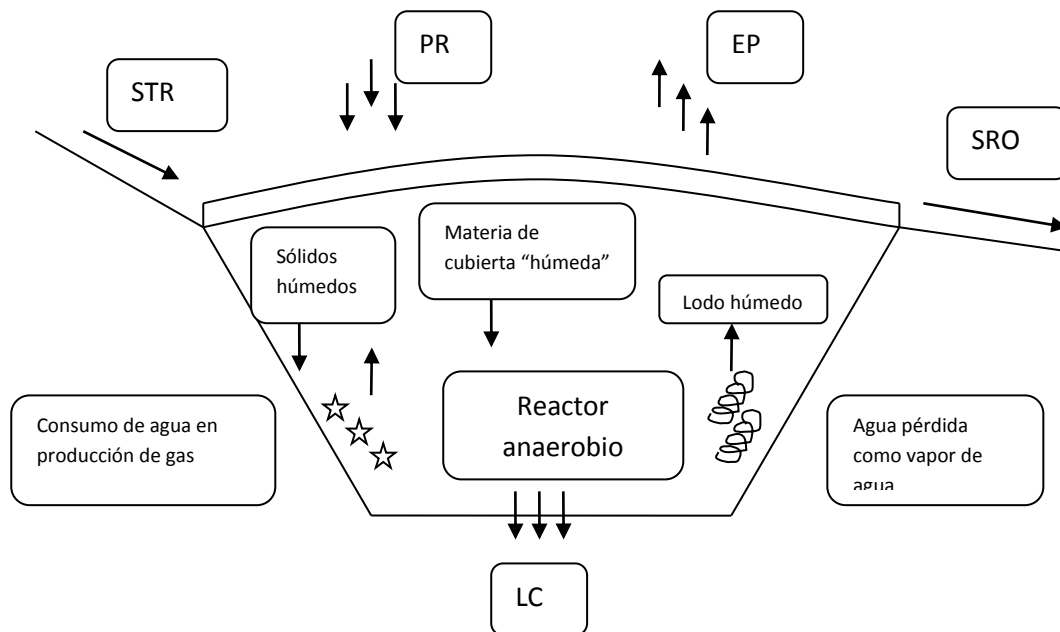 PR
EP
STR
SRO
Sólidos
húmedos
Materia de
cubierta “húmeda”
Lodo húmedo
Reactor
anaerobio
Consumo de agua en
producción de gas
Agua pérdida
como vapor de
agua
LC